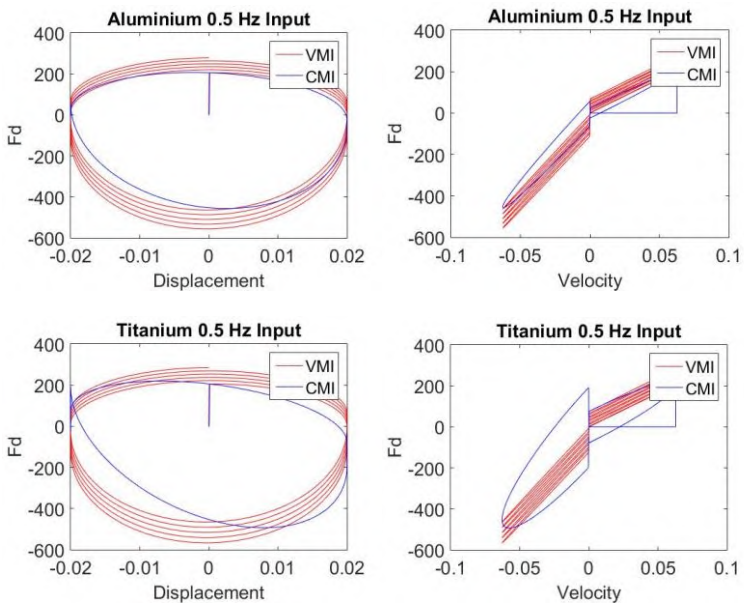 Aluminium 0.5 Hz Input
400
200
0
-200
-400
-600
Fd
VMI
CMI
-0.02 -0.01 0 0.01 0.02
Displacement
Aluminium 0.5 Hz Input
400
200
0
-200
-400
-600
Fd
VMI
CMI
-0.1 -0.05 0 0.05 0.1
Velocity
Titanium 0.5 Hz Input
400
200
0
-200
-400
-600
Fd
VMI
CMI
-0.02 -0.01 0 0.01 0.02
Displacement
Titanium 0.5 Hz Input
400
200
0
-200
-400
-600
Fd
VMI
CMI
-0.1 -0.05 0 0.05 0.1
Velocity